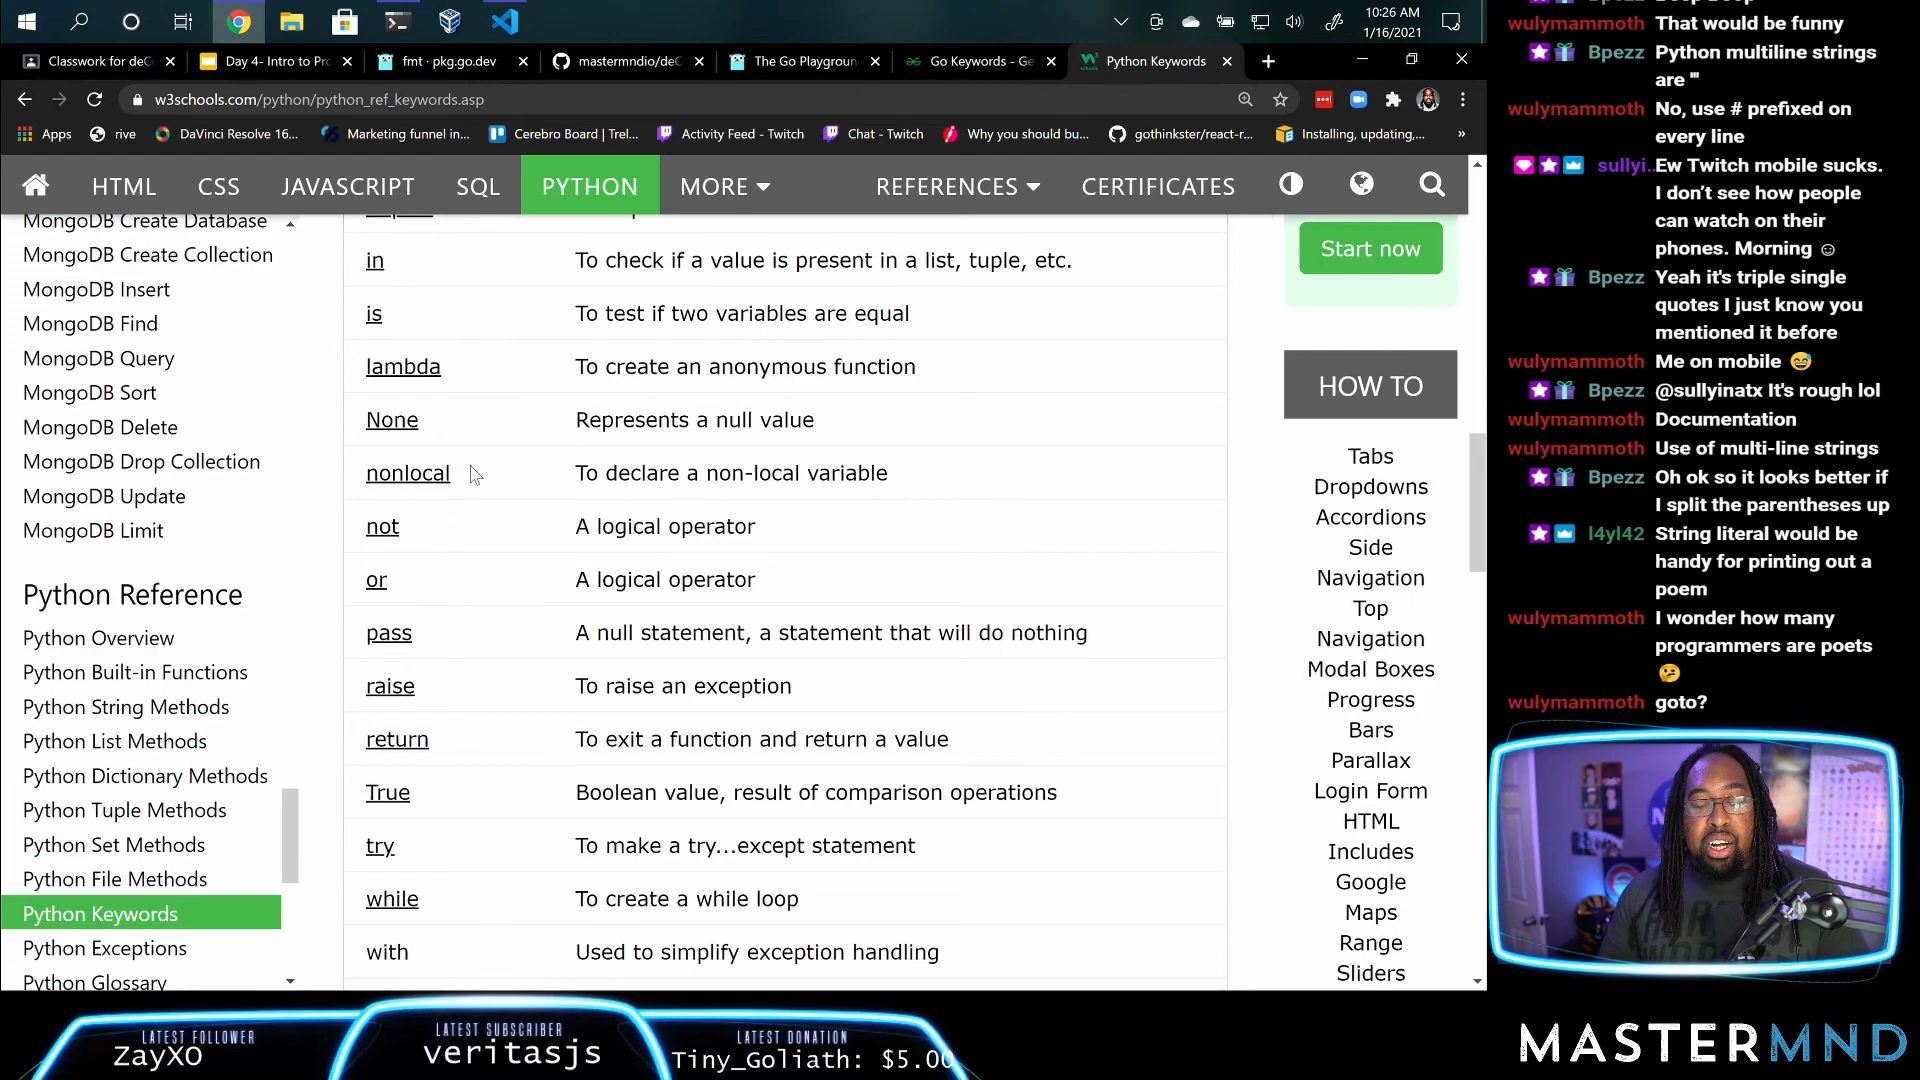 10:26 AM
1/16/2021
Classwork for deC
Day 4- Intro to Pr
fmt · pkg.go.dev
mastermndio/deC
The Go Playgroun
Go Keywords - Ge
Python Keywords
w3schools.com/python/python_ref_keywords.asp
Apps
rive
DaVinci Resolve 16...
Marketing funnel in...
Cerebro Board | Trel...
Activity Feed - Twitch
Chat - Twitch
Why you should bu...
gothinkster/react-r...
Installing, updating,...
»
HTML
CSS
JAVASCRIPT
SQL
PYTHON
MORE
REFERENCES
CERTIFICATES
MongoDB Create Database
MongoDB Create Collection
MongoDB Insert
MongoDB Find
MongoDB Query
MongoDB Sort
MongoDB Delete
MongoDB Drop Collection
MongoDB Update
MongoDB Limit
Python Reference
Python Overview
Python Built-in Functions
Python String Methods
Python List Methods
Python Dictionary Methods
Python Tuple Methods
Python Set Methods
Python File Methods
Python Keywords
Python Exceptions
Python Glossary
in To check if a value is present in a list, tuple, etc.
is To test if two variables are equal
lambda To create an anonymous function
None Represents a null value
nonlocal To declare a non-local variable
not A logical operator
or A logical operator
pass A null statement, a statement that will do nothing
raise To raise an exception
return To exit a function and return a value
True Boolean value, result of comparison operations
try To make a try...except statement
while To create a while loop
with Used to simplify exception handling
Start now
HOW TO
Tabs
Dropdowns
Accordions
Side
Navigation
Top
Navigation
Modal Boxes
Progress
Bars
Parallax
Login Form
HTML
Includes
Google
Maps
Range
Sliders
wulymammoth That would be funny
Bpezz Python multiline strings
are '''
wulymammoth No, use # prefixed on
every line
sullyi.. Ew Twitch mobile sucks.
I don't see how people
can watch on their
phones. Morning ☺
Bpezz Yeah it's triple single
quotes I just know you
mentioned it before
wulymammoth Me on mobile 😅
Bpezz @sullyinatx It's rough lol
wulymammoth Documentation
wulymammoth Use of multi-line strings
Bpezz Oh ok so it looks better if
I split the parentheses up
l4yl42 String literal would be
handy for printing out a
poem
wulymammoth I wonder how many
programmers are poets
🤔
wulymammoth goto?
LATEST FOLLOWER
ZayXO
LATEST SUBSCRIBER
veritasjs
LATEST DONATION
Tiny_Goliath: $5.00
MASTERMND